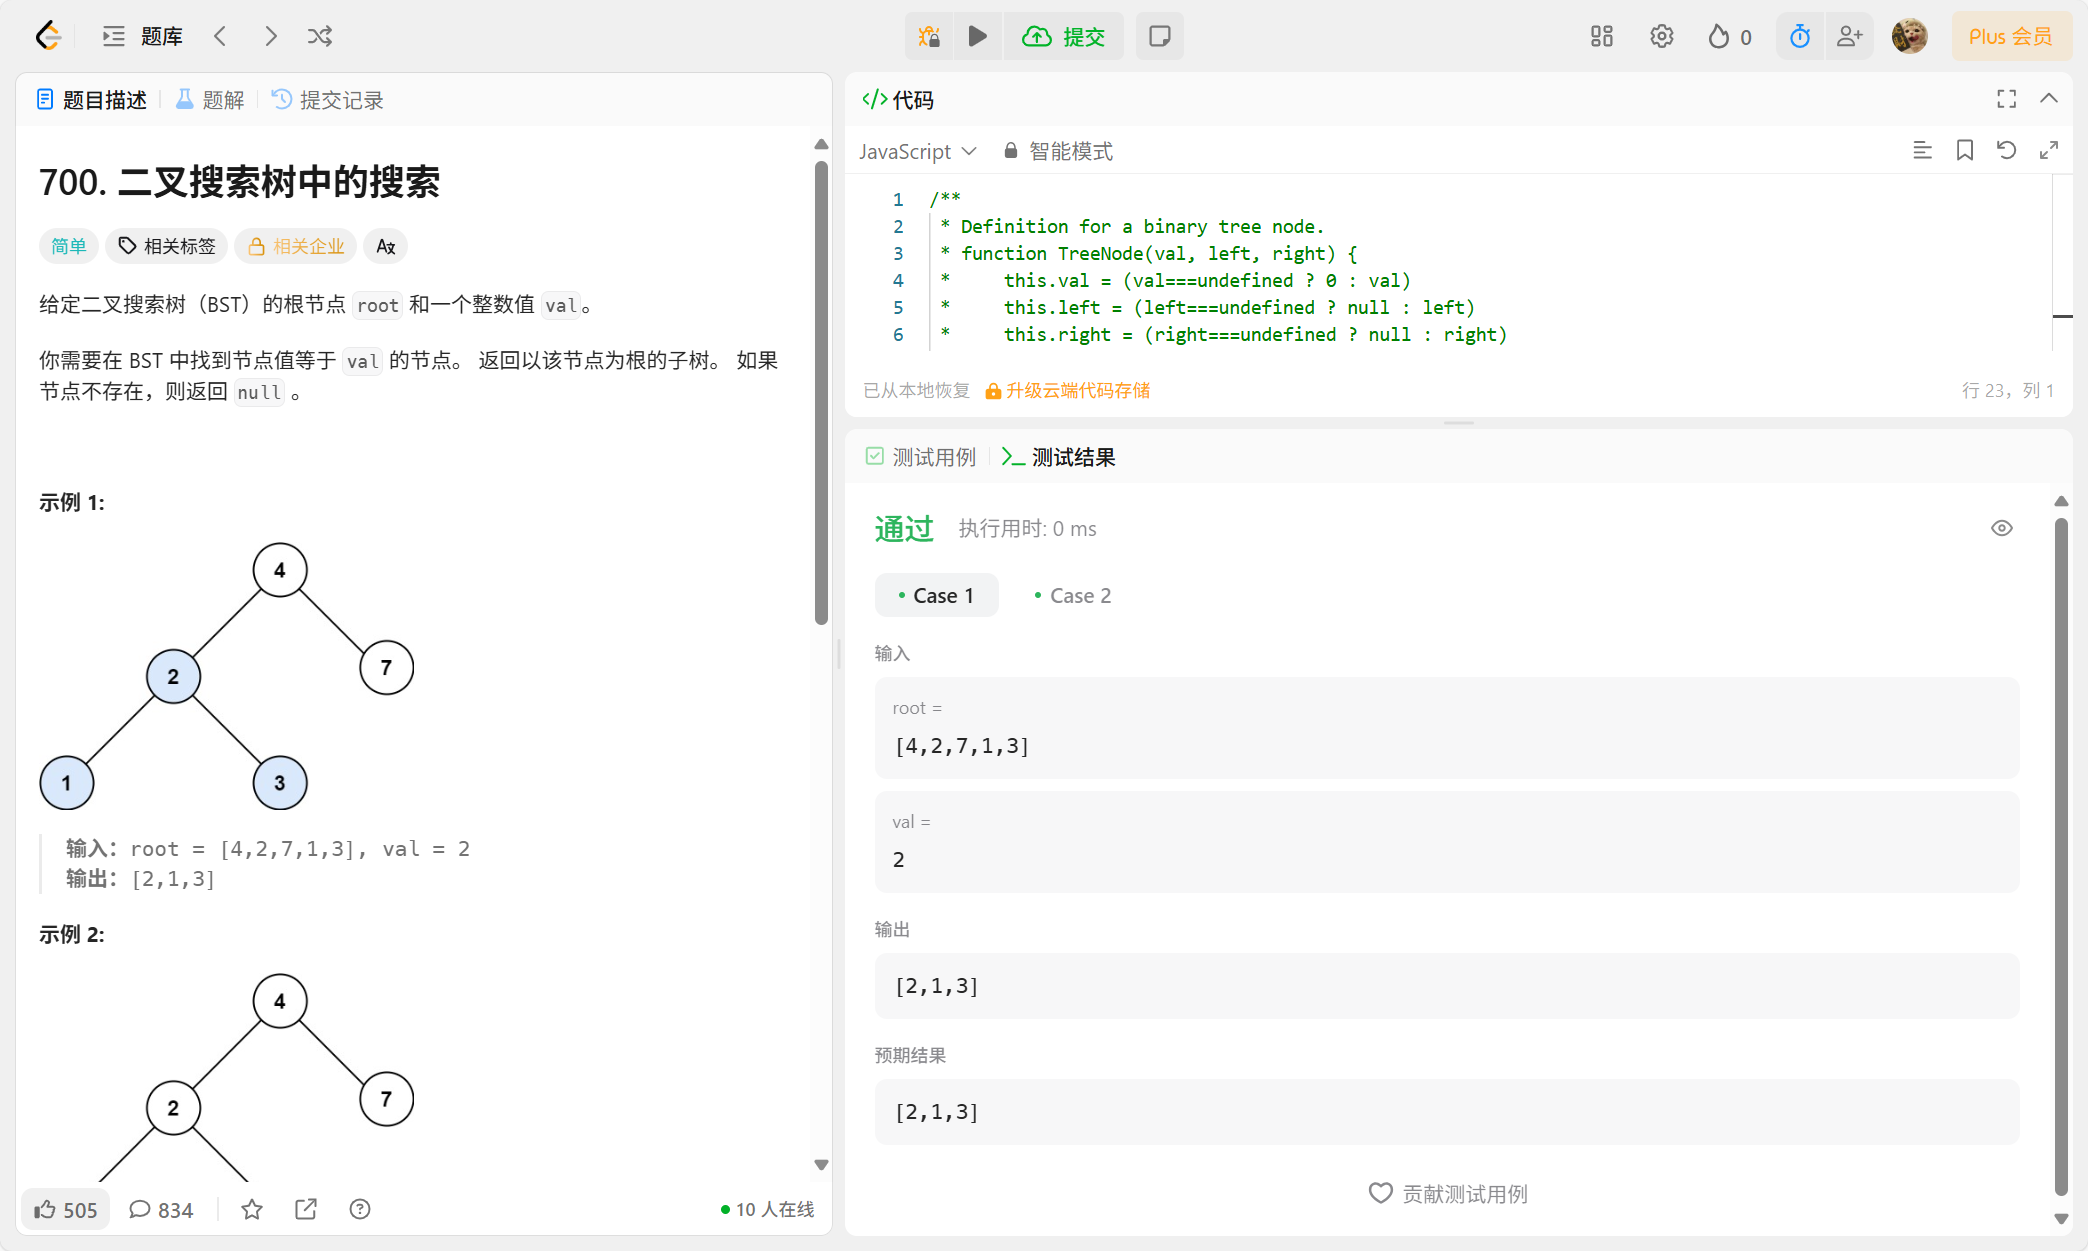 题库
提交
0
Plus 会员
题目描述
题解
提交记录
700. 二叉搜索树中的搜索
简单
相关标签
相关企业
给定二叉搜索树（BST）的根节点 root 和一个整数值 val。
你需要在 BST 中找到节点值等于 val 的节点。 返回以该节点为根的子树。 如果
节点不存在，则返回 null 。
示例 1:
4
2
7
1
3
输入：root = [4,2,7,1,3], val = 2
输出：[2,1,3]
示例 2:
4
2
7
505
834
10 人在线
</> 代码
JavaScript
智能模式
1 /**
2 * Definition for a binary tree node.
3 * function TreeNode(val, left, right) {
4 *     this.val = (val===undefined ? 0 : val)
5 *     this.left = (left===undefined ? null : left)
6 *     this.right = (right===undefined ? null : right)
已从本地恢复
升级云端代码存储
行 23，列 1
测试用例
测试结果
通过
执行用时: 0 ms
Case 1
Case 2
输入
root =
[4,2,7,1,3]
val =
2
输出
[2,1,3]
预期结果
[2,1,3]
贡献测试用例